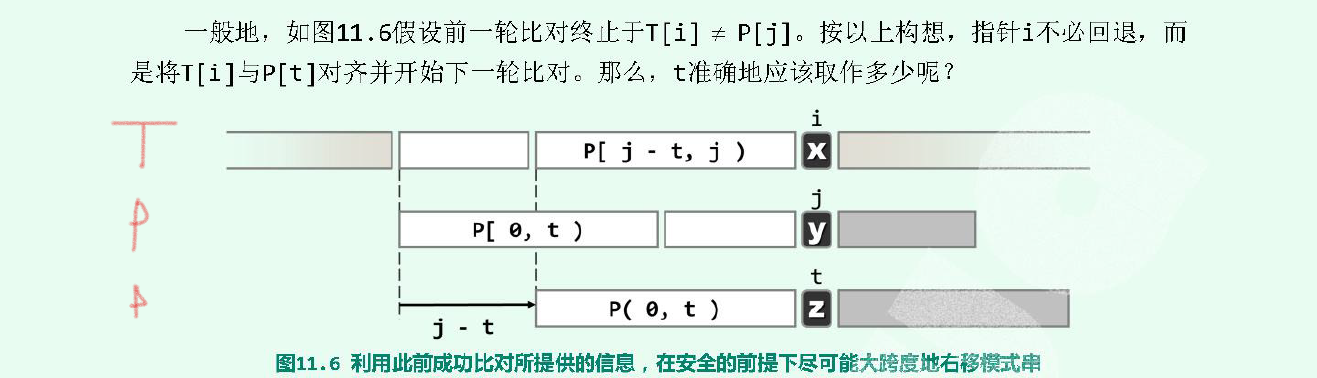 一般地，如图11.6假设前一轮比对终止于T[i] ≠ P[j]。按以上构想，指针i不必回退，而
是将T[i]与P[t]对齐并开始下一轮比对。那么，t准确地应该取作多少呢？
i
T P[ j - t, j ) x
j
P P[ 0, t ) y
t
P( 0, t ) z
j - t
图11.6 利用此前成功比对所提供的信息，在安全的前提下尽可能大跨度地右移模式串